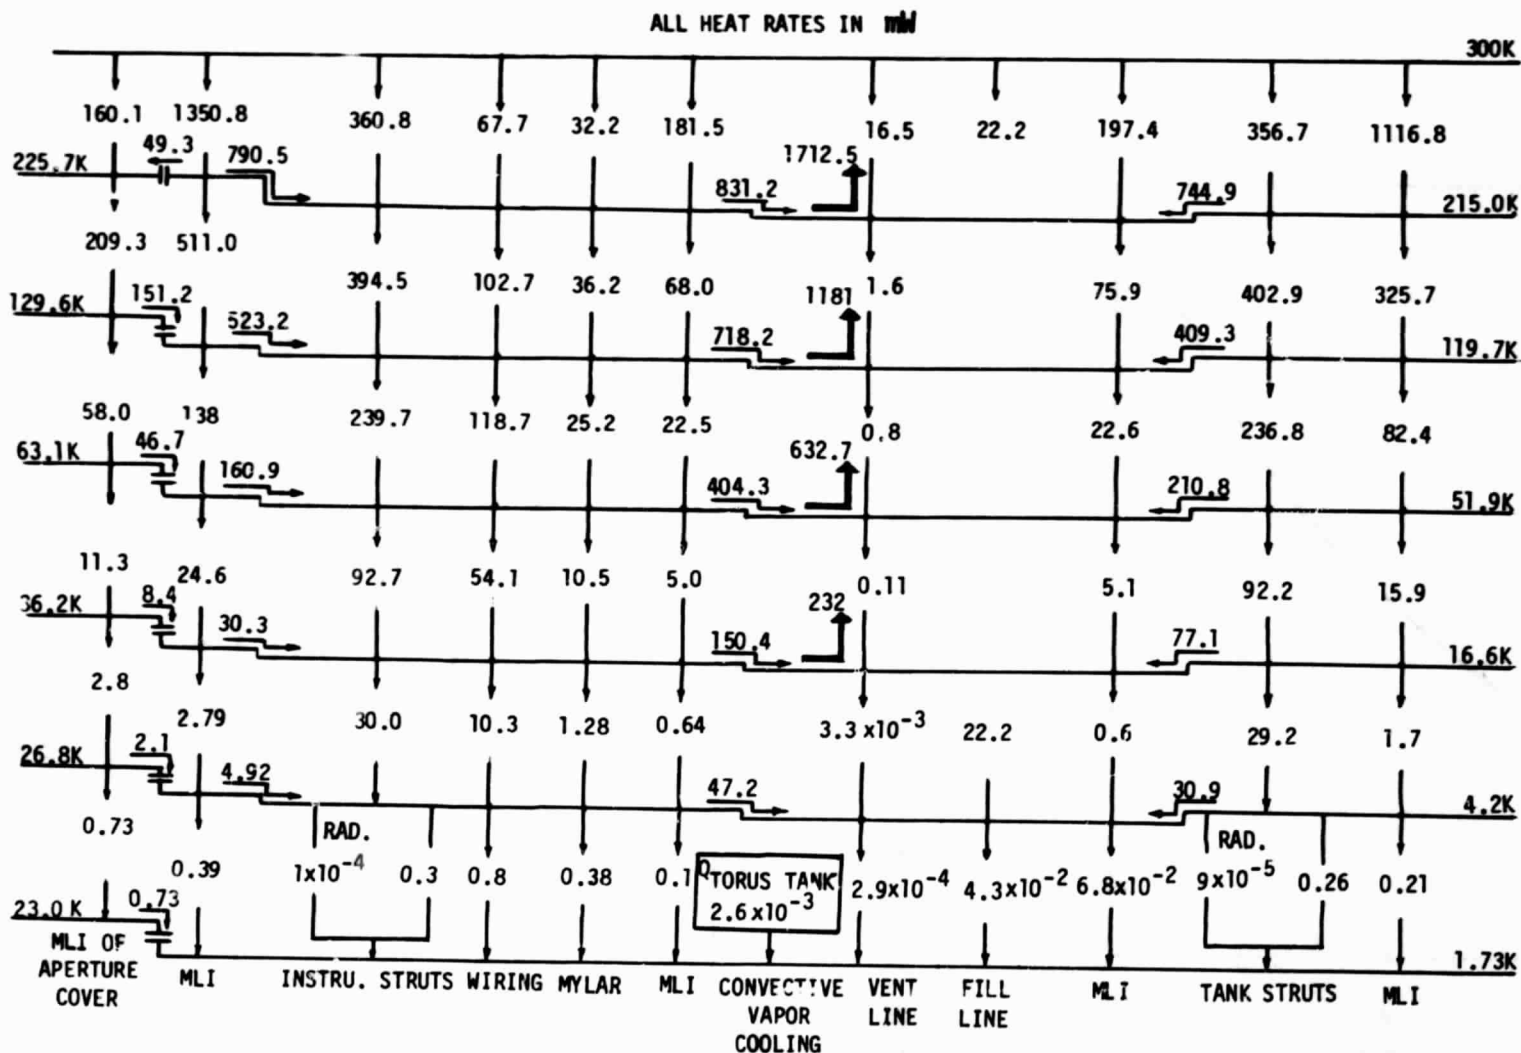 ALL HEAT RATES IN mW
300K
160.1 1350.8 360.8 67.7 32.2 181.5 16.5 22.2 197.4 356.7 1116.8
225.7K 49.3 790.5 831.2 1712.5 744.9 215.0K
209.3 511.0 394.5 102.7 36.2 68.0 1.6 75.9 402.9 325.7
129.6K 151.2 523.2 718.2 1181 409.3 119.7K
58.0 138 239.7 118.7 25.2 22.5 0.8 22.6 236.8 82.4
63.1K 46.7 160.9 404.3 632.7 210.8 51.9K
11.3 24.6 92.7 54.1 10.5 5.0 0.11 5.1 92.2 15.9
36.2K 8.4 30.3 150.4 232 77.1 16.6K
2.8 2.79 30.0 10.3 1.28 0.64 3.3x10⁻³ 22.2 0.6 29.2 1.7
26.8K 2.1 4.92 47.2 30.9 4.2K
RAD. RAD.
0.73 0.39 1x10⁻⁴ 0.3 0.8 0.38 0.1 2.9x10⁻⁴ 4.3x10⁻² 6.8x10⁻² 9x10⁻⁵ 0.26 0.21
Q TORUS TANK
2.6x10⁻³
23.0 K 0.73 1.73K
MLI OF
APERTURE
COVER
MLI
INSTRU. STRUTS
WIRING
MYLAR
MLI
CONVECTIVE
VAPOR
COOLING
VENT
LINE
FILL
LINE
MLI
TANK STRUTS
MLI